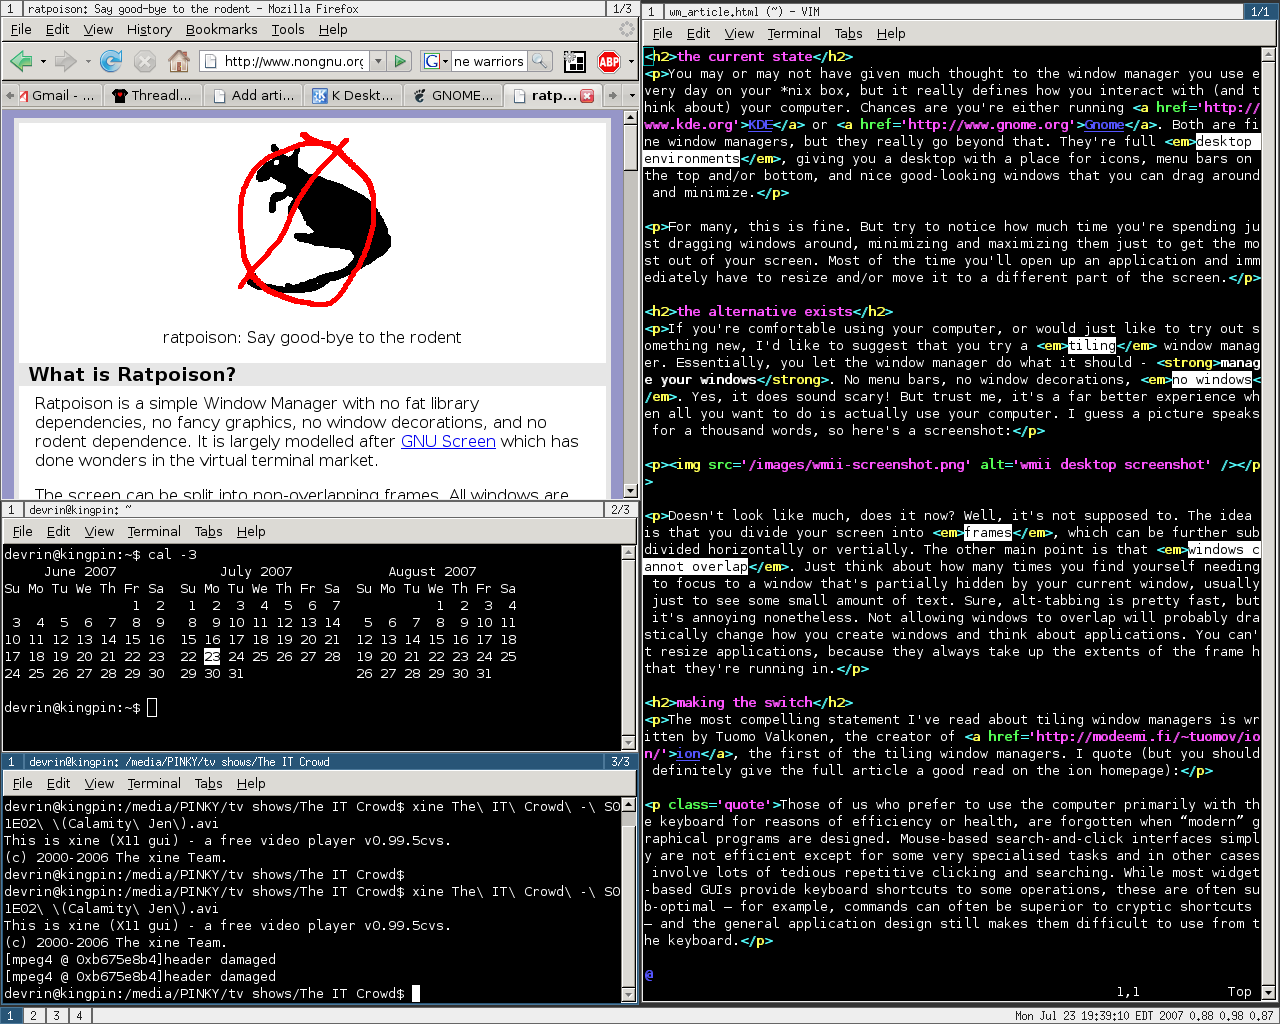 1 ratpoison: Say good-bye to the rodent - Mozilla Firefox 1/3
File Edit View History Bookmarks Tools Help
http://www.nongnu.org ne warriors ABP
Gmail - ... Threadl... Add arti... K Deskt... GNOME... ratp...
ratpoison: Say good-bye to the rodent
What is Ratpoison?
Ratpoison is a simple Window Manager with no fat library
dependencies, no fancy graphics, no window decorations, and no
rodent dependence. It is largely modelled after GNU Screen which has
done wonders in the virtual terminal market.
The screen can be split into non-overlapping frames. All windows are
1 devrin@kingpin: ~ 2/3
File Edit View Terminal Tabs Help
devrin@kingpin:~$ cal -3
June 2007 July 2007 August 2007
Su Mo Tu We Th Fr Sa Su Mo Tu We Th Fr Sa Su Mo Tu We Th Fr Sa
1 2 1 2 3 4 5 6 7 1 2 3 4
3 4 5 6 7 8 9 8 9 10 11 12 13 14 5 6 7 8 9 10 11
10 11 12 13 14 15 16 15 16 17 18 19 20 21 12 13 14 15 16 17 18
17 18 19 20 21 22 23 22 23 24 25 26 27 28 19 20 21 22 23 24 25
24 25 26 27 28 29 30 29 30 31 26 27 28 29 30 31
devrin@kingpin:~$
1 devrin@kingpin: /media/PINKY/tv shows/The IT Crowd 3/3
File Edit View Terminal Tabs Help
devrin@kingpin:/media/PINKY/tv shows/The IT Crowd$ xine The\ IT\ Crowd\ -\ S0
1E02\ \(Calamity\ Jen\).avi
This is xine (X11 gui) - a free video player v0.99.5cvs.
(c) 2000-2006 The xine Team.
devrin@kingpin:/media/PINKY/tv shows/The IT Crowd$
devrin@kingpin:/media/PINKY/tv shows/The IT Crowd$ xine The\ IT\ Crowd\ -\ S0
1E02\ \(Calamity\ Jen\).avi
This is xine (X11 gui) - a free video player v0.99.5cvs.
(c) 2000-2006 The xine Team.
[mpeg4 @ 0xb675e8b4]header damaged
[mpeg4 @ 0xb675e8b4]header damaged
devrin@kingpin:/media/PINKY/tv shows/The IT Crowd$
1 wm_article.html (~) - VIM 1/1
File Edit View Terminal Tabs Help
<h2>the current state</h2>
<p>You may or may not have given much thought to the window manager you use e
very day on your *nix box, but it really defines how you interact with (and t
hink about) your computer. Chances are you're either running <a href='http://
www.kde.org'>KDE</a> or <a href='http://www.gnome.org'>Gnome</a>. Both are fi
ne window managers, but they really go beyond that. They're full <em>desktop
environments</em>, giving you a desktop with a place for icons, menu bars on
the top and/or bottom, and nice good-looking windows that you can drag around
and minimize.</p>
<p>For many, this is fine. But try to notice how much time you're spending ju
st dragging windows around, minimizing and maximizing them just to get the mo
st out of your screen. Most of the time you'll open up an application and imm
ediately have to resize and/or move it to a different part of the screen.</p>
<h2>the alternative exists</h2>
<p>If you're comfortable using your computer, or would just like to try out s
omething new, I'd like to suggest that you try a <em>tiling</em> window manag
er. Essentially, you let the window manager do what it should - <strong>manag
e your windows</strong>. No menu bars, no window decorations, <em>no windows<
/em>. Yes, it does sound scary! But trust me, it's a far better experience wh
en all you want to do is actually use your computer. I guess a picture speaks
for a thousand words, so here's a screenshot:</p>
<p><img src='/images/wmii-screenshot.png' alt='wmii desktop screenshot' /></p
>
<p>Doesn't look like much, does it now? Well, it's not supposed to. The idea
is that you divide your screen into <em>frames</em>, which can be further sub
divided horizontally or vertially. The other main point is that <em>windows c
annot overlap</em>. Just think about how many times you find yourself needing
to focus to a window that's partially hidden by your current window, usually
just to see some small amount of text. Sure, alt-tabbing is pretty fast, but
it's annoying nonetheless. Not allowing windows to overlap will probably dra
stically change how you create windows and think about applications. You can'
t resize applications, because they always take up the extents of the frame h
that they're running in.</p>
<h2>making the switch</h2>
<p>The most compelling statement I've read about tiling window managers is wr
itten by Tuomo Valkonen, the creator of <a href='http://modeemi.fi/~tuomov/io
n/'>ion</a>, the first of the tiling window managers. I quote (but you should
definitely give the full article a good read on the ion homepage):</p>
<p class='quote'>Those of us who prefer to use the computer primarily with th
e keyboard for reasons of efficiency or health, are forgotten when “modern” g
raphical programs are designed. Mouse-based search-and-click interfaces simpl
y are not efficient except for some very specialised tasks and in other cases
involve lots of tedious repetitive clicking and searching. While most widget
-based GUIs provide keyboard shortcuts to some operations, these are often su
b-optimal – for example, commands can often be superior to cryptic shortcuts
– and the general application design still makes them difficult to use from t
he keyboard.</p>
@
1,1 Top
1 2 3 4 Mon Jul 23 19:39:10 EDT 2007 0.88 0.98 0.87